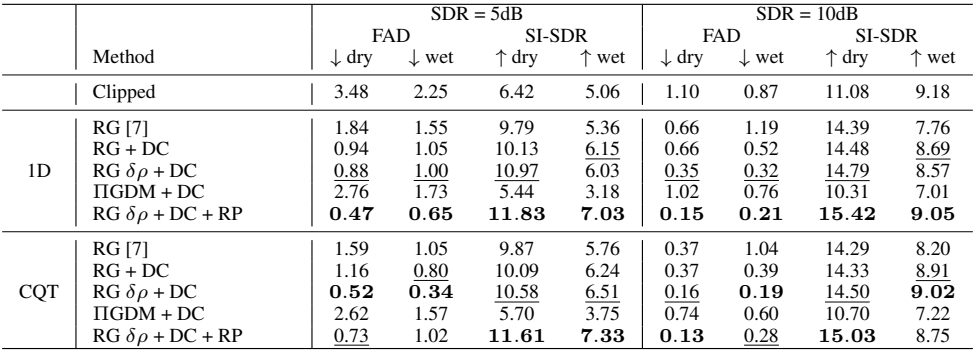 SDR = 5dB SDR = 10dB
FAD SI-SDR FAD SI-SDR
Method ↓ dry ↓ wet ↑ dry ↑ wet ↓ dry ↓ wet ↑ dry ↑ wet
Clipped 3.48 2.25 6.42 5.06 1.10 0.87 11.08 9.18
RG [7] 1.84 1.55 9.79 5.36 0.66 1.19 14.39 7.76
RG + DC 0.94 1.05 10.13 6.15 0.66 0.52 14.48 8.69
1D RG δρ + DC 0.88 1.00 10.97 6.03 0.35 0.32 14.79 8.57
ΠGDM + DC 2.76 1.73 5.44 3.18 1.02 0.76 10.31 7.01
RG δρ + DC + RP 0.47 0.65 11.83 7.03 0.15 0.21 15.42 9.05
RG [7] 1.59 1.05 9.87 5.76 0.37 1.04 14.29 8.20
RG + DC 1.16 0.80 10.09 6.24 0.37 0.39 14.33 8.91
CQT RG δρ + DC 0.52 0.34 10.58 6.51 0.16 0.19 14.50 9.02
ΠGDM + DC 2.62 1.57 5.70 3.75 0.74 0.60 10.70 7.22
RG δρ + DC + RP 0.73 1.02 11.61 7.33 0.13 0.28 15.03 8.75